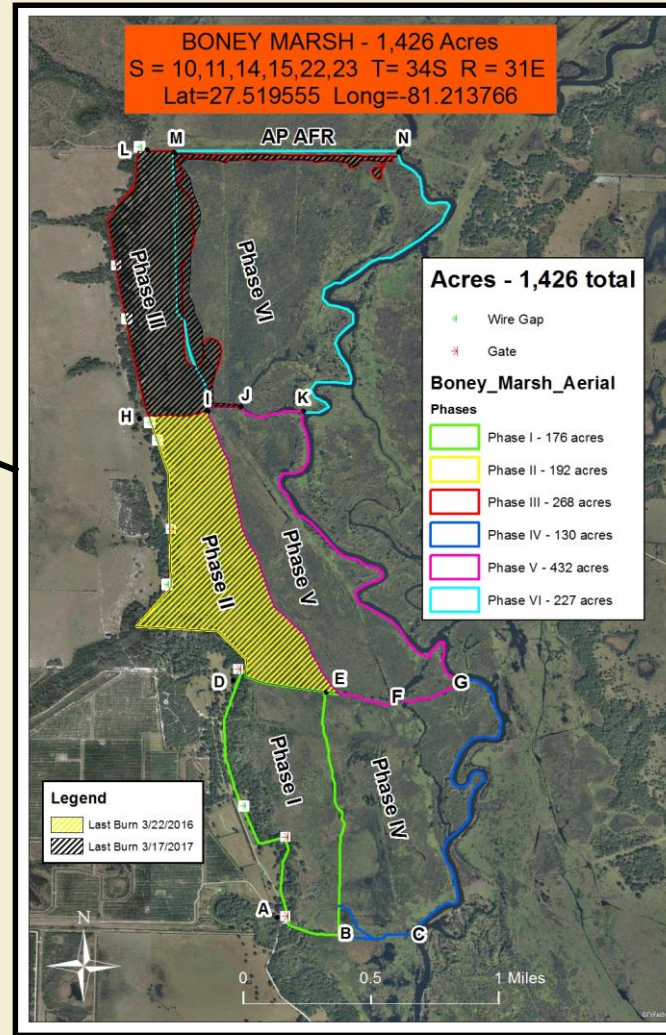 BONEY MARSH - 1,426 Acres
S = 10,11,14,15,22,23 T= 34S R = 31E
Lat=27.519555 Long=-81.213766
L
M
AP AFR
N
Phase III
Phase VI
Acres - 1,426 total
Wire Gap
Gate
Boney_Marsh_Aerial
Phases
Phase I - 176 acres
Phase II - 192 acres
Phase III - 268 acres
Phase IV - 130 acres
Phase V - 432 acres
Phase VI - 227 acres
H
I
J
K
Phase II
Phase V
D
E
F
G
Phase I
Phase IV
Legend
Last Burn 3/22/2016
Last Burn 3/17/2017
A
B
C
N
0 0.5 1 Miles